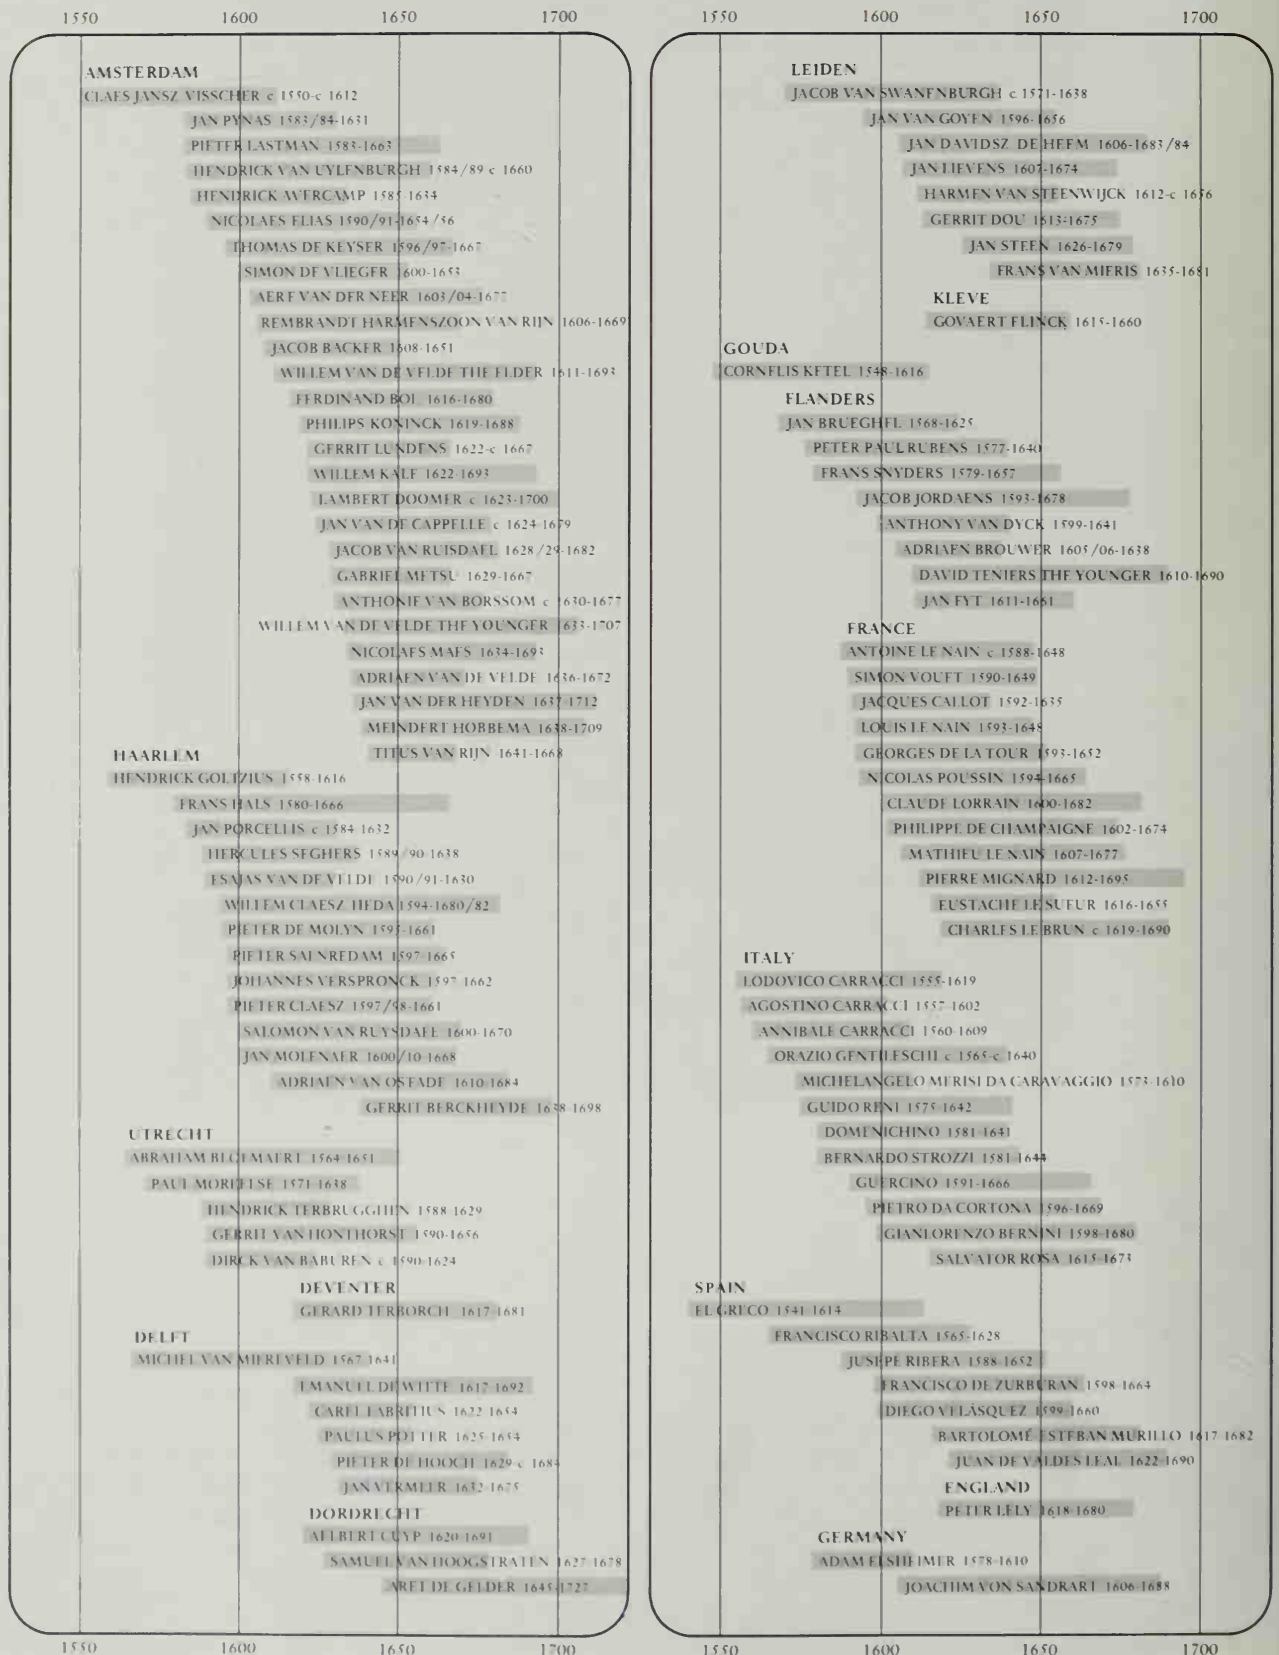 1550 1600 1650 1700
AMSTERDAM
CLAES JANSZ VISSCHER c 1550-c 1612
JAN PYNAS 1583/84-1631
PIETER LASTMAN 1583-1663
HENDRICK VAN UYLENBURGH 1584/89 c 1660
HENDRICK AVERCAMP 1585-1634
NICOLAES ELIAS 1590/91-1654/56
THOMAS DE KEYSER 1596/97-1667
SIMON DE VLIEGER 1600-1653
AERT VAN DER NEER 1603/04-1677
REMBRANDT HARMENSZOON VAN RIJN 1606-1669
JACOB BACKER 1608-1651
WILLEM VAN DE VELDE THE ELDER 1611-1693
FERDINAND BOL 1616-1680
PHILIPS KONINCK 1619-1688
GERRIT LUNDENS 1622-c 1667
WILLEM KALF 1622-1693
LAMBERT DOOMER c 1623-1700
JAN VAN DE CAPPELLE c 1624-1679
JACOB VAN RUISDAEL 1628/29-1682
GABRIEL METSU 1629-1667
ANTHONIE VAN BORSSOM c 1630-1677
WILLEM VAN DE VELDE THE YOUNGER 1633-1707
NICOLAES MAES 1634-1693
ADRIAEN VAN DE VELDE 1636-1672
JAN VAN DER HEYDEN 1637-1712
MEINDERT HOBBEMA 1638-1709
TITUS VAN RIJN 1641-1668
HAARLEM
HENDRICK GOLTZIUS 1558-1616
FRANS HALS 1580-1666
JAN PORCELLIS c 1584-1632
HERCULES SEGHERS 1589/90-1638
ESAIAS VAN DE VELDE 1590/91-1630
WILLEM CLAESZ HEDA 1594-1680/82
PIETER DE MOLYN 1595-1661
PIETER SAENREDAM 1597-1665
JOHANNES VERSPRONCK 1597-1662
PIETER CLAESZ 1597/98-1661
SALOMON VAN RUYSDAEL 1600-1670
JAN MOLENAER 1600/10-1668
ADRIAEN VAN OSTADE 1610-1684
GERRIT BERCKHEYDE 1638-1698
UTRECHT
ABRAHAM BLOEMAERT 1564-1651
PAUL MOREELSE 1571-1638
HENDRICK TERBRUGGHEN 1588-1629
GERRIT VAN HONTHORST 1590-1656
DIRCK VAN BABUREN c 1590-1624
DEVENTER
GERARD TERBORCH 1617-1681
DELFT
MICHEL VAN MIEREVELD 1567-1641
EMANUEL DE WITTE 1617-1692
CAREL FABRITIUS 1622-1654
PAULUS POTTER 1625-1654
PIETER DE HOOCH 1629-c 1684
JAN VERMEER 1632-1675
DORDRECHT
AELBERT CUYP 1620-1691
SAMUEL VAN HOOGSTRATEN 1627-1678
ARET DE GELDER 1645-1727
1550 1600 1650 1700
1550 1600 1650 1700
LEIDEN
JACOB VAN SWANENBURGH c 1571-1638
JAN VAN GOYEN 1596-1656
JAN DAVIDSZ DE HEEM 1606-1683/84
JAN LIEVENS 1607-1674
HARMEN VAN STEENWIJCK 1612-c 1656
GERRIT DOU 1613-1675
JAN STEEN 1626-1679
FRANS VAN MIERIS 1635-1681
KLEVE
GOVAERT FLINCK 1615-1660
GOUDA
CORNELIS KETEL 1548-1616
FLANDERS
JAN BRUEGHEL 1568-1625
PETER PAUL RUBENS 1577-1640
FRANS SNYDERS 1579-1657
JACOB JORDAENS 1593-1678
ANTHONY VAN DYCK 1599-1641
ADRIAEN BROUWER 1605/06-1638
DAVID TENIERS THE YOUNGER 1610-1690
JAN FYT 1611-1661
FRANCE
ANTOINE LE NAIN c 1588-1648
SIMON VOUET 1590-1649
JACQUES CALLOT 1592-1635
LOUIS LE NAIN 1593-1648
GEORGES DE LA TOUR 1593-1652
NICOLAS POUSSIN 1594-1665
CLAUDE LORRAIN 1600-1682
PHILIPPE DE CHAMPAIGNE 1602-1674
MATHIEU LE NAIN 1607-1677
PIERRE MIGNARD 1612-1695
EUSTACHE LE SUEUR 1616-1655
CHARLES LE BRUN c 1619-1690
ITALY
LODOVICO CARRACCI 1555-1619
AGOSTINO CARRACCI 1557-1602
ANNIBALE CARRACCI 1560-1609
ORAZIO GENTILESCHI c 1565-c 1640
MICHELANGELO MERISI DA CARAVAGGIO 1573-1610
GUIDO RENI 1575-1642
DOMENICHINO 1581-1641
BERNARDO STROZZI 1581-1644
GUERCINO 1591-1666
PIETRO DA CORTONA 1596-1669
GIANLORENZO BERNINI 1598-1680
SALVATOR ROSA 1615-1673
SPAIN
EL GRECO 1541-1614
FRANCISCO RIBALTA 1565-1628
JUSEPE RIBERA 1588-1652
FRANCISCO DE ZURBURAN 1598-1664
DIEGO VELÁSQUEZ 1599-1660
BARTOLOMÉ ESTEBAN MURILLO 1617-1682
JUAN DE VALDES LEAL 1622-1690
ENGLAND
PETER LELY 1618-1680
GERMANY
ADAM ELSHEIMER 1578-1610
JOACHIM VON SANDRART 1606-1688
1550 1600 1650 1700